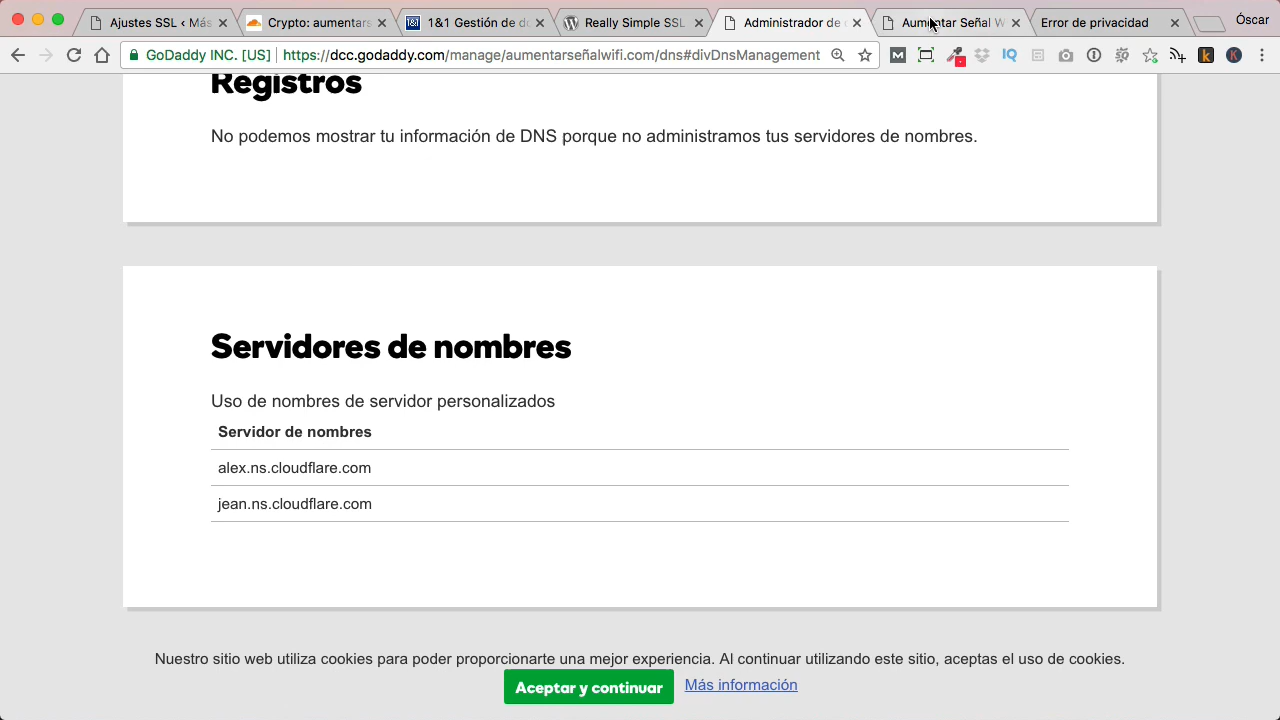 Ajustes SSL ‹ Más
Crypto: aumentars
1&1 Gestión de d
Really Simple SSL
Administrador de
Aumentar Señal W
Error de privacidad
Óscar
GoDaddy INC. [US]
https://dcc.godaddy.com/manage/aumentarseñalwifi.com/dns#divDnsManagement
Registros
No podemos mostrar tu información de DNS porque no administramos tus servidores de nombres.
Servidores de nombres
Uso de nombres de servidor personalizados
Servidor de nombres
alex.ns.cloudflare.com
jean.ns.cloudflare.com
Nuestro sitio web utiliza cookies para poder proporcionarte una mejor experiencia. Al continuar utilizando este sitio, aceptas el uso de cookies.
Aceptar y continuar
Más información